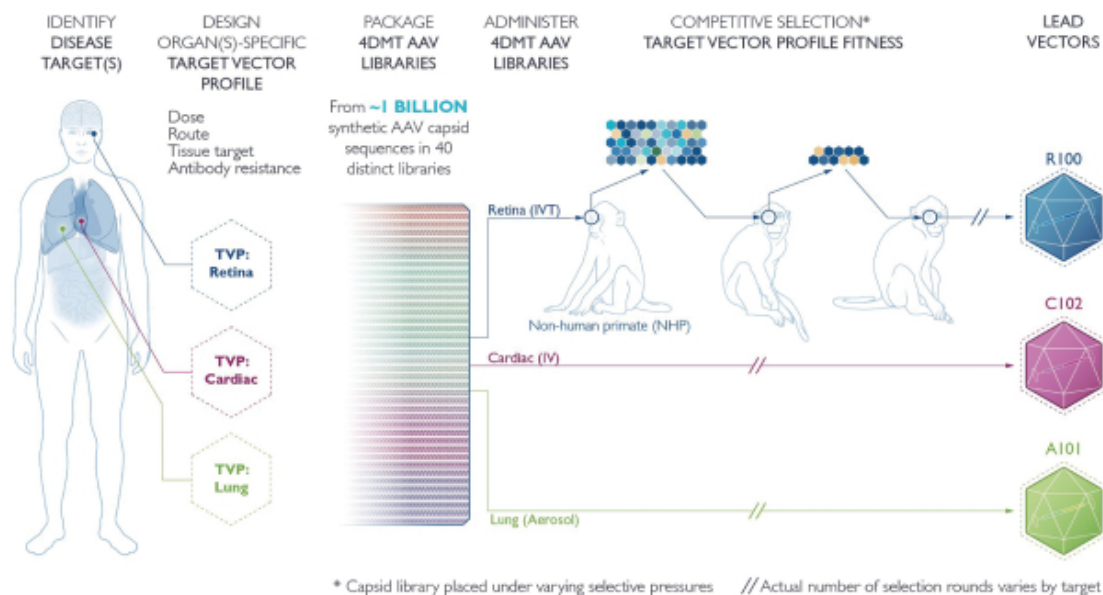 IDENTIFY
DISEASE
TARGET(S)
DESIGN
ORGAN(S)-SPECIFIC
TARGET VECTOR
PROFILE
PACKAGE
4DMT AAV
LIBRARIES
ADMINISTER
4DMT AAV
LIBRARIES
COMPETITIVE SELECTION*
TARGET VECTOR PROFILE FITNESS
LEAD
VECTORS
Dose
Route
Tissue target
Antibody resistance
From ~1 BILLION
synthetic AAV capsid
sequences in 40
distinct libraries
TVP:
Retina
TVP:
Cardiac
TVP:
Lung
Retina (IVT)
Non-human primate (NHP)
Cardiac (IV)
Lung (Aerosol)
//
//
//
R100
C102
A101
* Capsid library placed under varying selective pressures
// Actual number of selection rounds varies by target